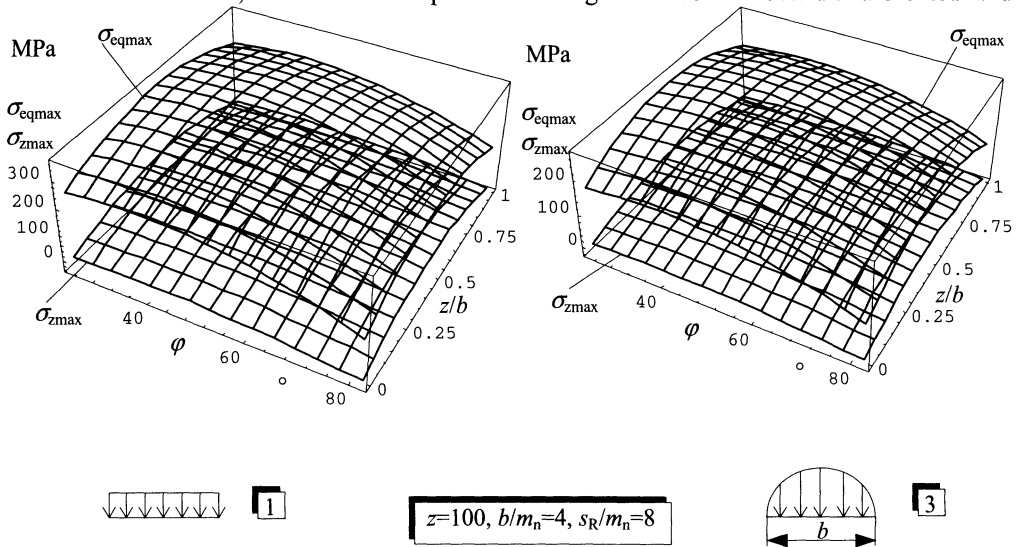 MPa
σeqmax
σeqmax
σzmax
300
200
100
0
σzmax
40
φ
60
°
80
0
0.25
z/b
0.5
0.75
1
MPa
σeqmax
σeqmax
σzmax
200
100
0
σzmax
40
φ
60
°
80
0
0.25
z/b
0.5
0.75
1
1
z=100, b/mn=4, sR/mn=8
b
3